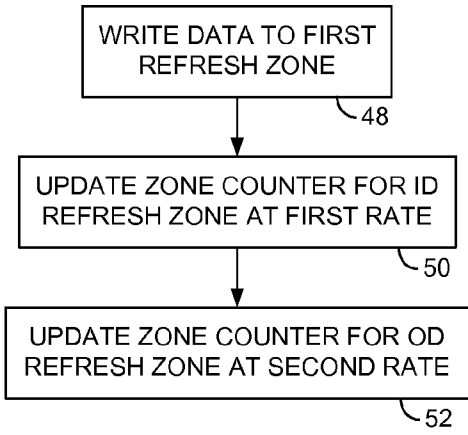 WRITE DATA TO FIRST
REFRESH ZONE
48
UPDATE ZONE COUNTER FOR ID
REFRESH ZONE AT FIRST RATE
50
UPDATE ZONE COUNTER FOR OD
REFRESH ZONE AT SECOND RATE
52